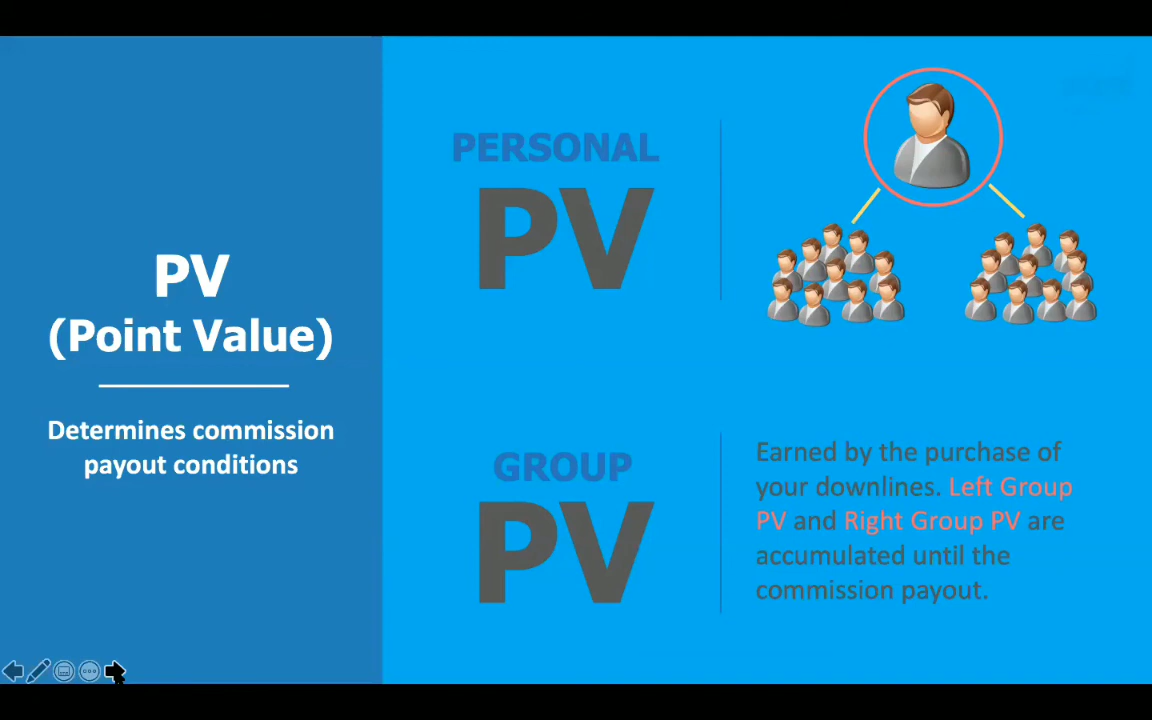 PV
(Point Value)
Determines commission
payout conditions
PERSONAL
PV
GROUP
PV
Earned by the purchase of
your downlines. Left Group
PV and Right Group PV are
accumulated until the
commission payout.